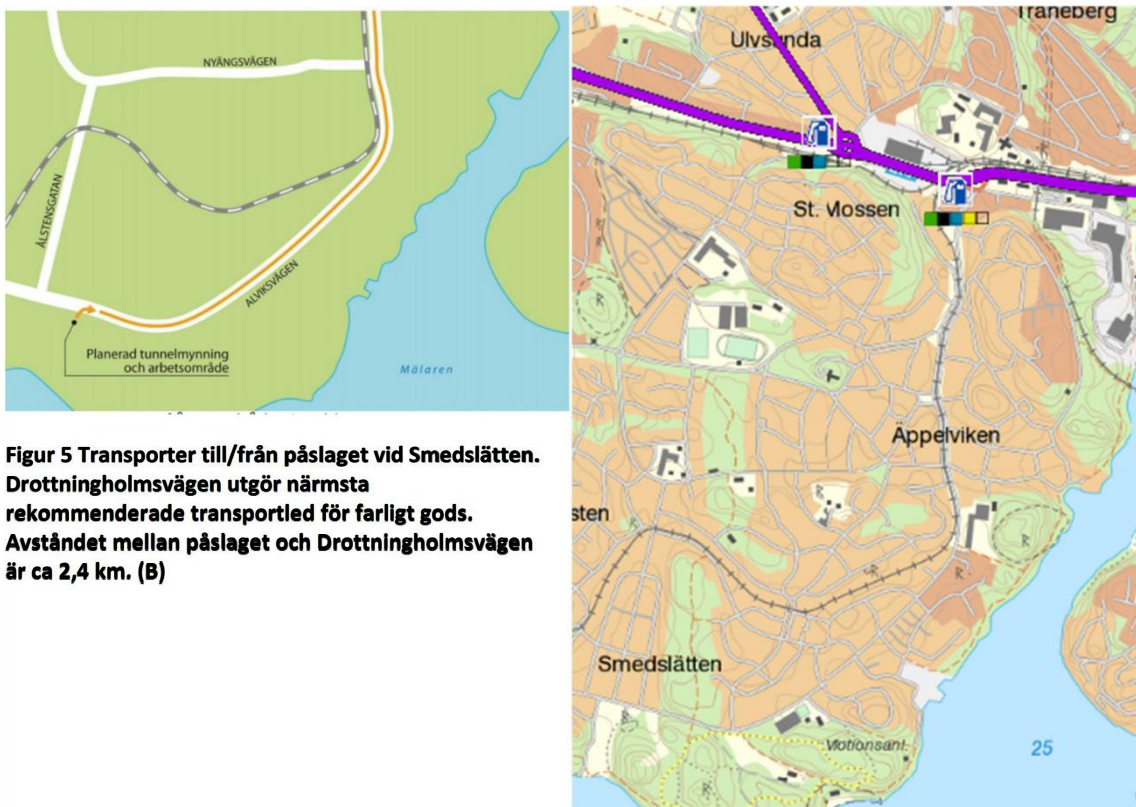 NYÄNGSVÄGEN
ÅLSTENSGATAN
ALVIKSVÄGEN
Planerad tunnelmynning
och arbetsområde
Mälaren
Figur 5 Transporter till/från påslaget vid Smedslätten.
Drottningholmsvägen utgör närmsta
rekommenderade transportled för farligt gods.
Avståndet mellan påslaget och Drottningholmsvägen
är ca 2,4 km. (B)
Traneberg
Ulvsunda
St. Mossen
Äppelviken
sten
Smedslätten
Motionsanl.
25